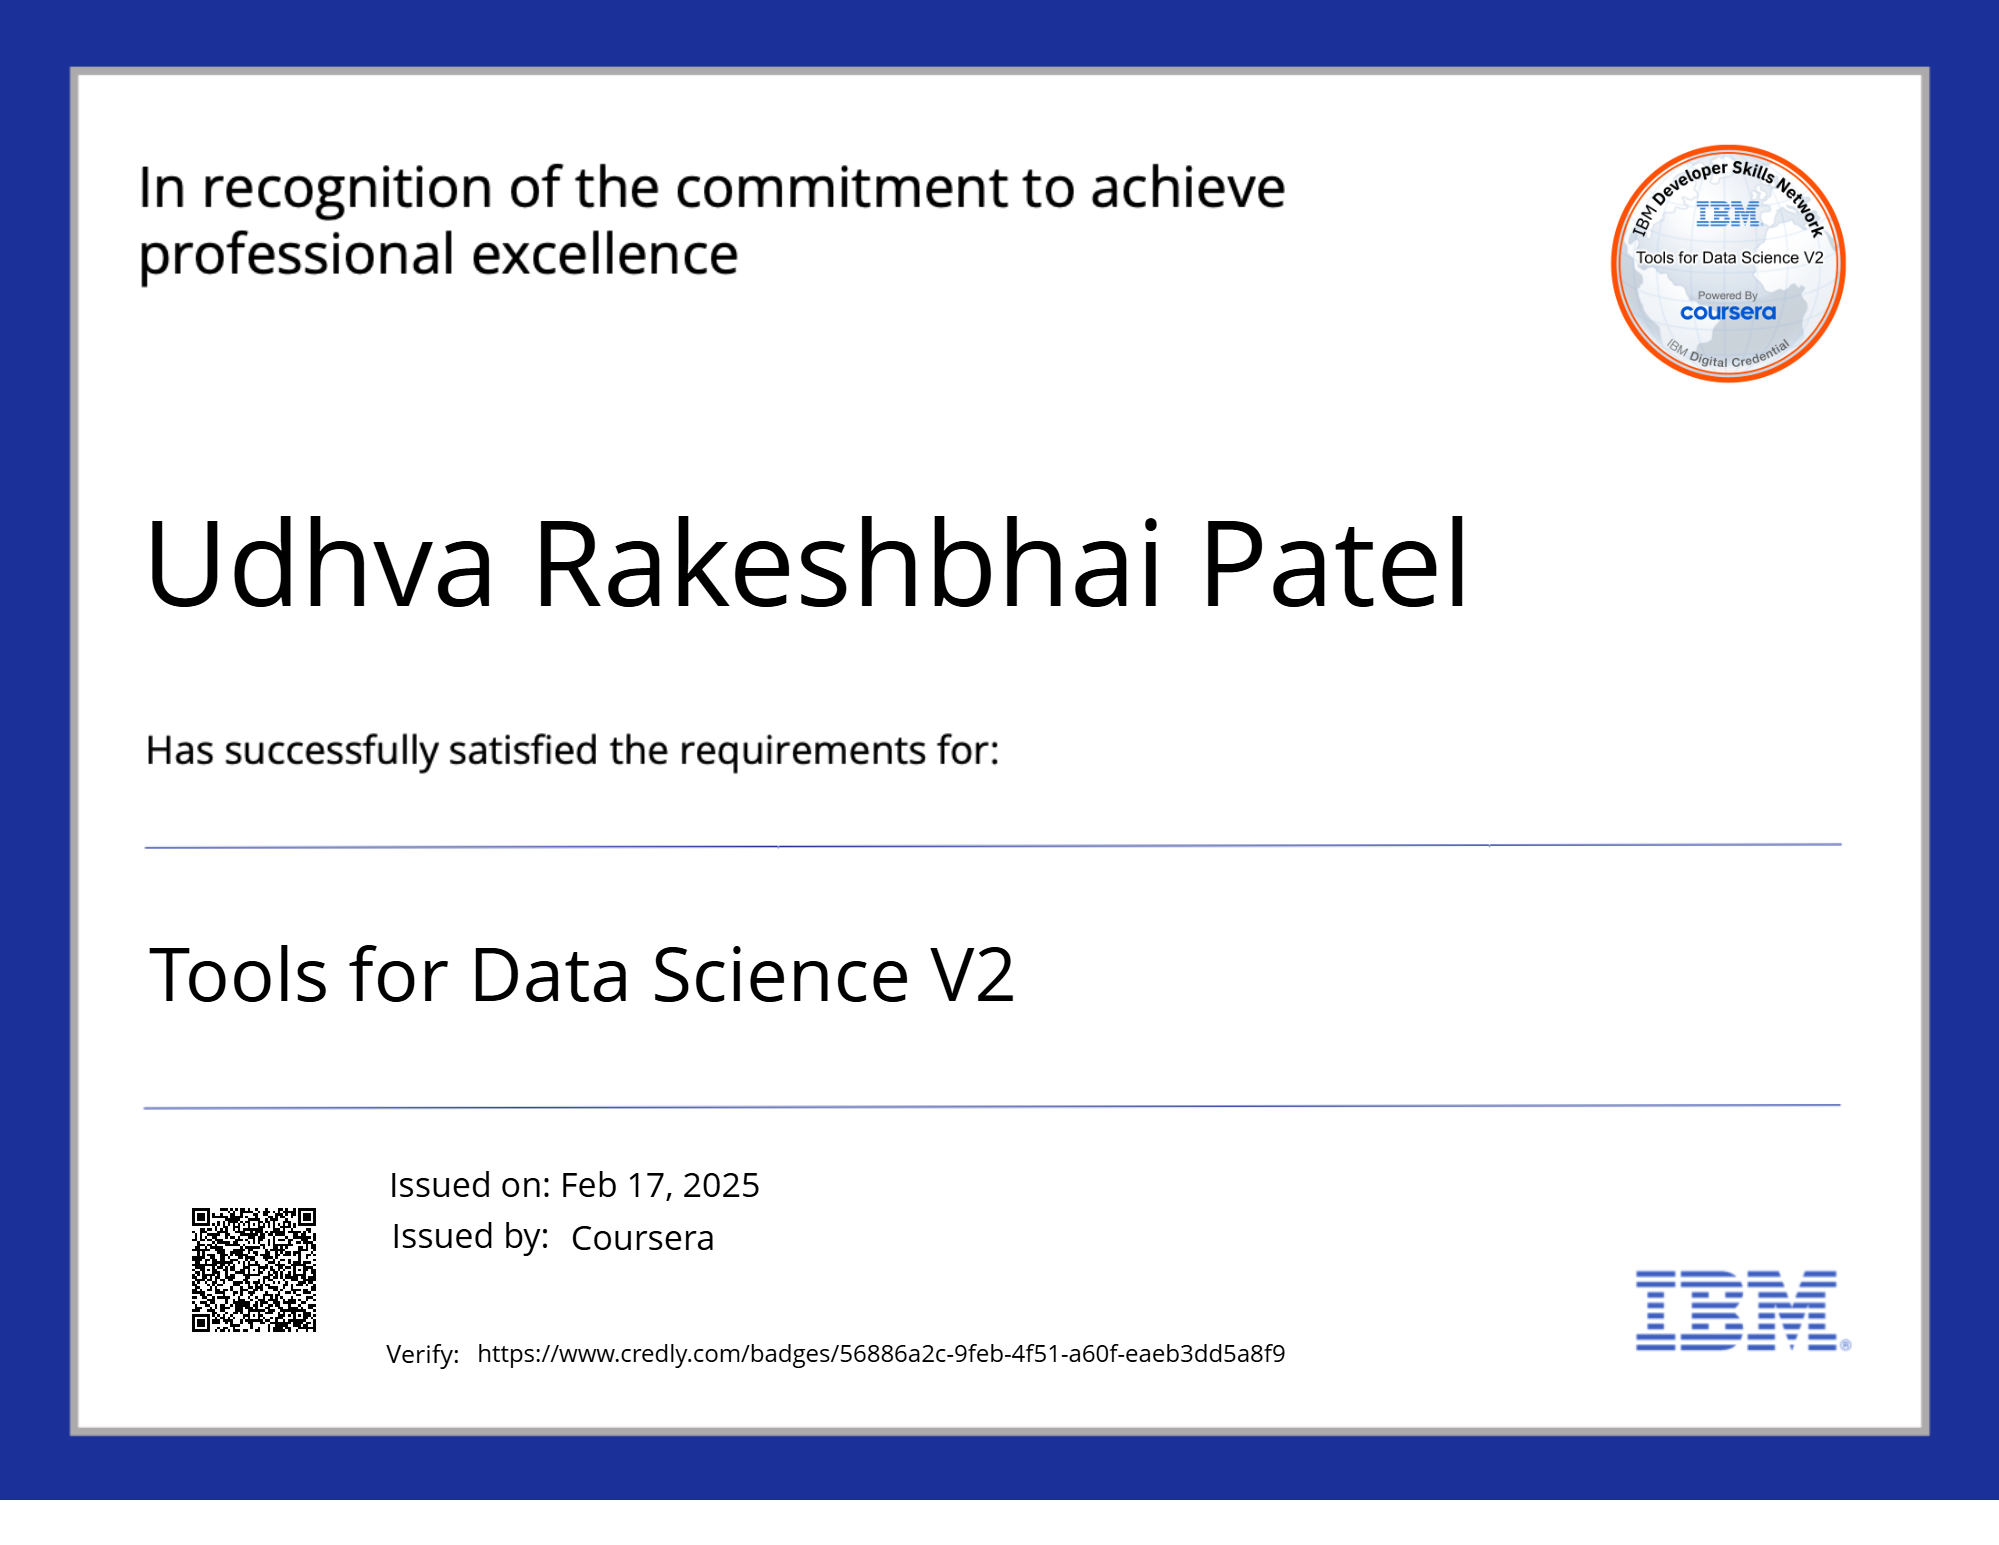 In recognition of the commitment to achieve
professional excellence
IBM Developer Skills Network
IBM
Tools for Data Science V2
Powered By
coursera
IBM Digital Credential
Udhva Rakeshbhai Patel
Has successfully satisfied the requirements for:
Tools for Data Science V2
Issued on: Feb 17, 2025
Issued by: Coursera
Verify: https://www.credly.com/badges/56886a2c-9feb-4f51-a60f-eaeb3dd5a8f9
IBM®